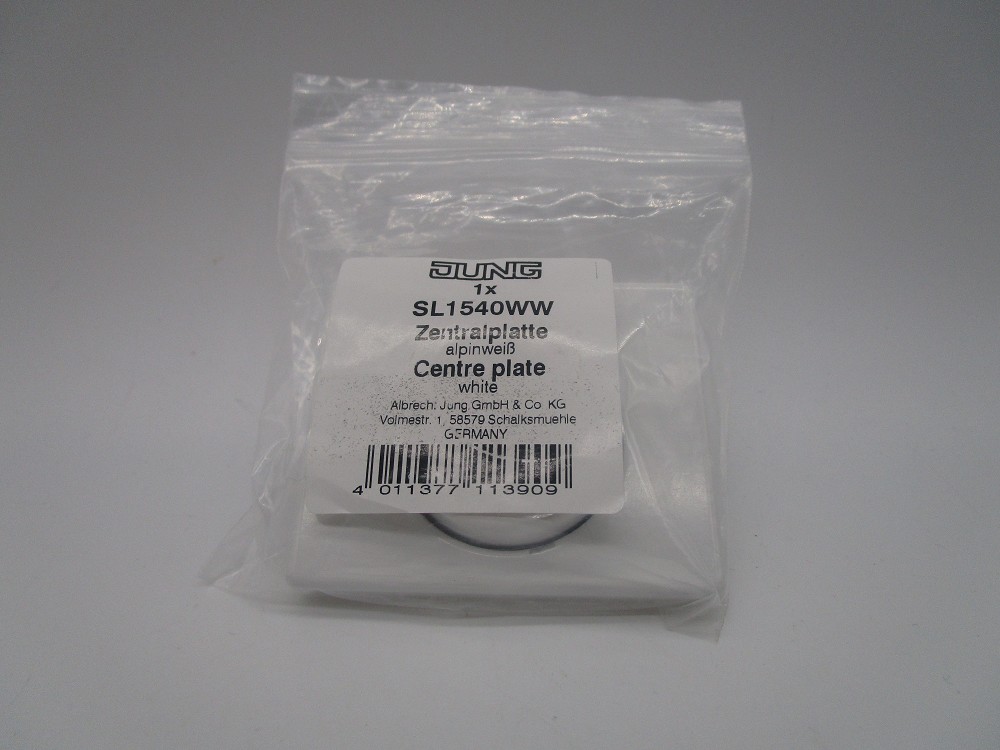 JUNG
1x
SL1540WW
Zentralplatte
alpinweiß
Centre plate
white
Albrecht Jung GmbH & Co. KG
Volmestr. 1, 58579 Schalksmuehle
GERMANY
4 011377 113909